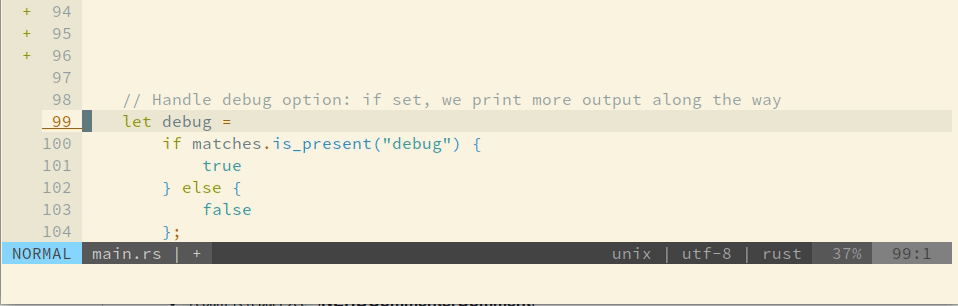 + 94
+ 95
+ 96
97
98 // Handle debug option: if set, we print more output along the way
99 let debug =
100 if matches.is_present("debug") {
101 true
102 } else {
103 false
104 };
NORMAL main.rs | + unix | utf-8 | rust 37% 99:1